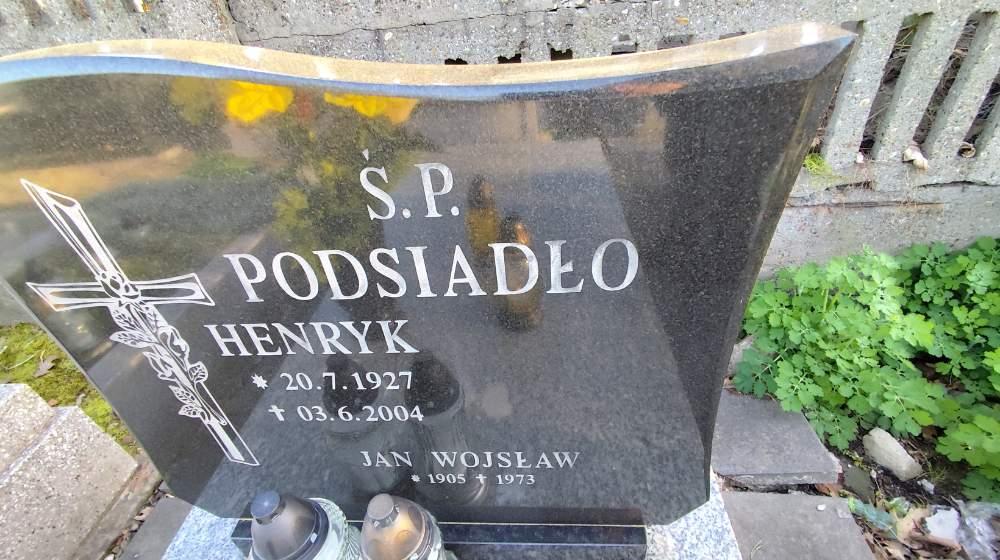 Ś.P.
PODSIADŁO
HENRYK
* 20.7.1927
✝ 03.6.2004
JAN WOJSŁAW
* 1905 ✝ 1973